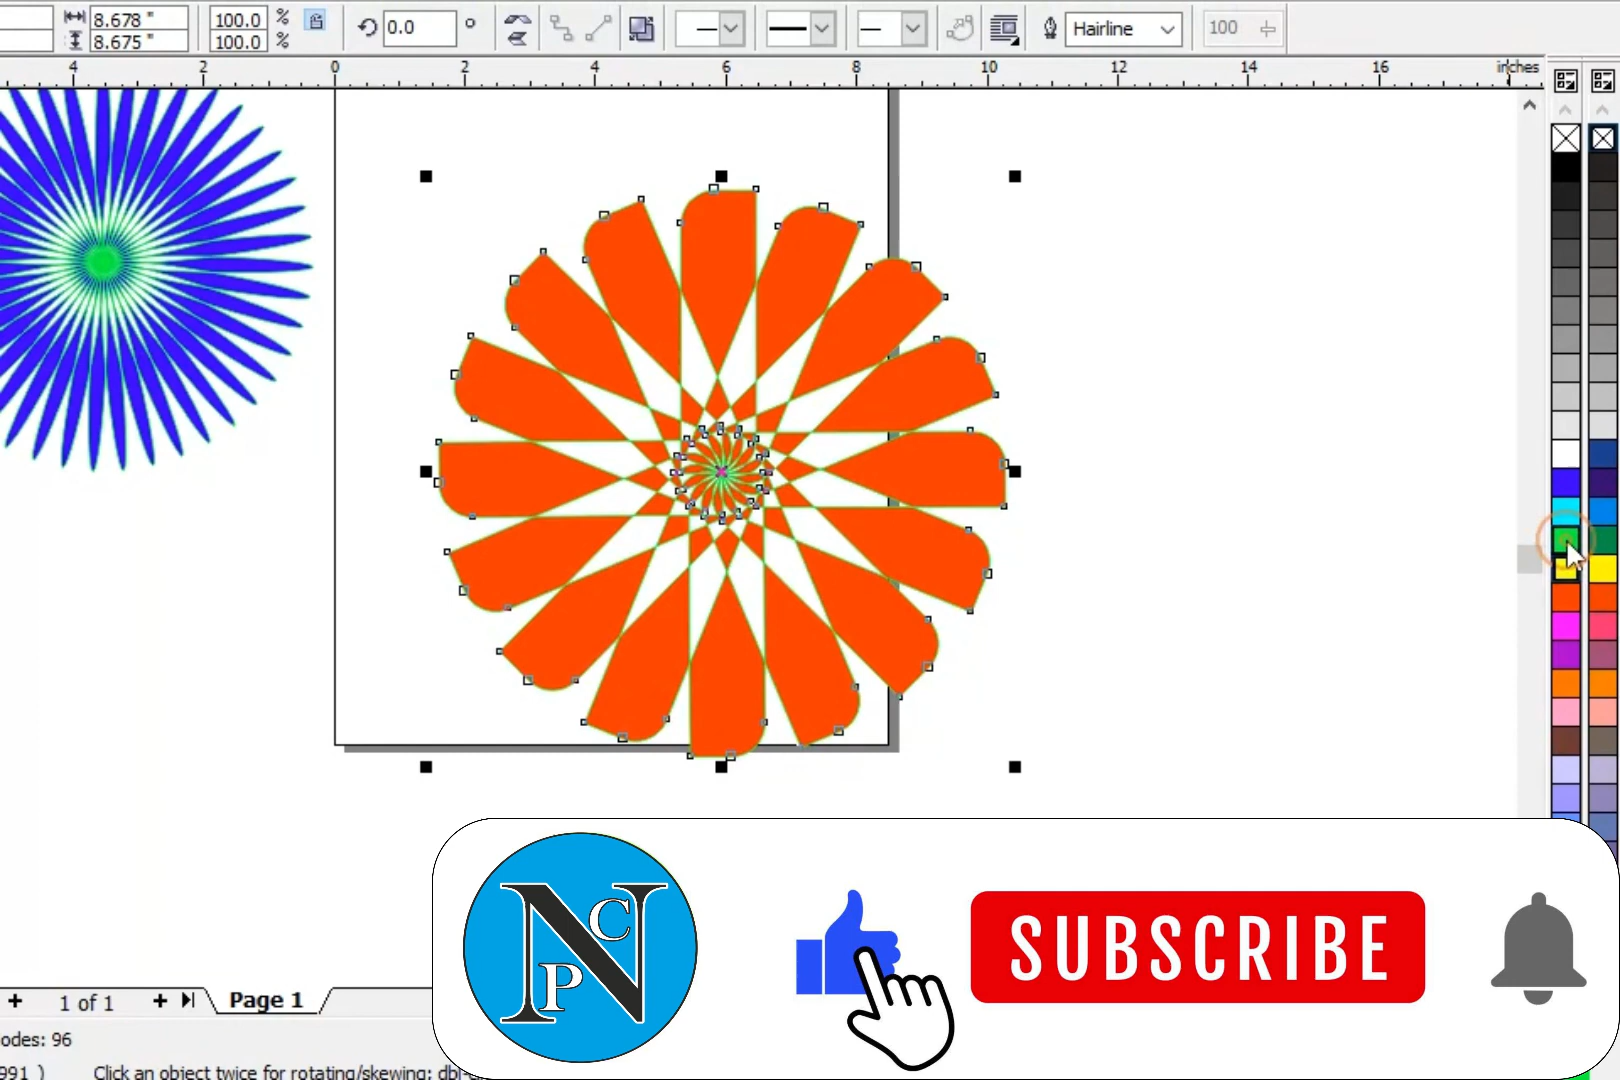 8.678 " 100.0 % 0.0 ° Hairline 100
8.675 " 100.0 %
4 2 0 2 4 6 8 10 12 14 16 inches
N C P
SUBSCRIBE
1 of 1 Page 1
odes: 96
991 ) Click an object twice for rotating/skewing; dbl-